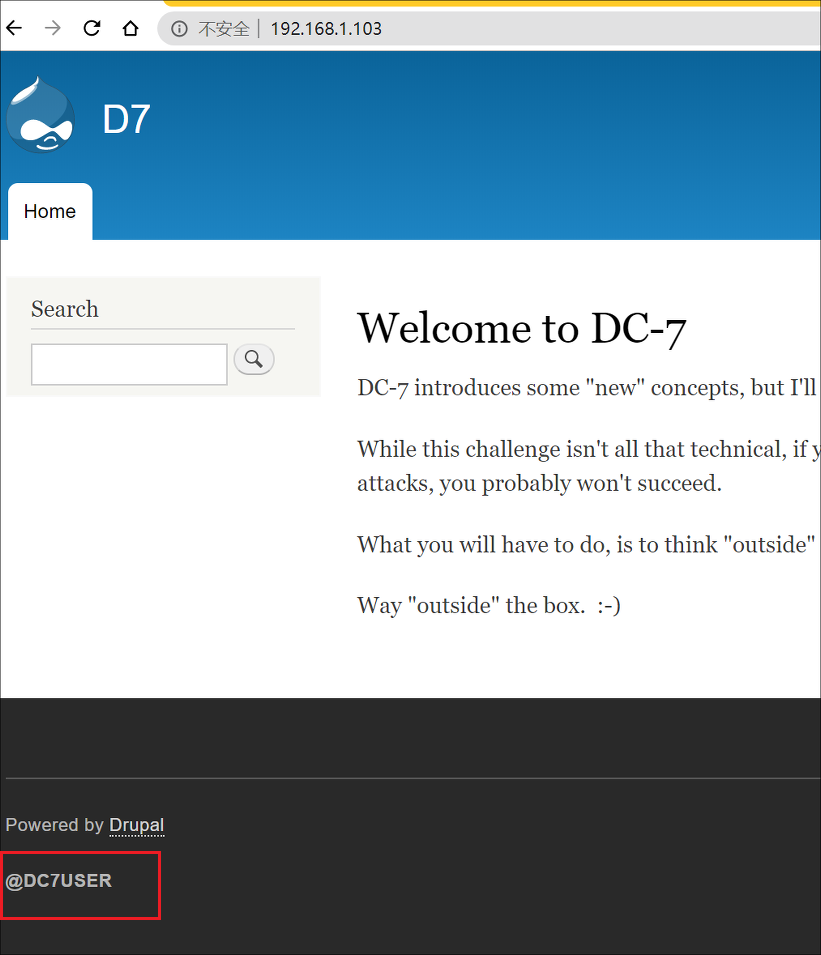 不安全 192.168.1.103
D7
Home
Search
Welcome to DC-7
DC-7 introduces some "new" concepts, but I'll
While this challenge isn't all that technical, if y
attacks, you probably won't succeed.
What you will have to do, is to think "outside"
Way "outside" the box.  :-)
Powered by Drupal
@DC7USER